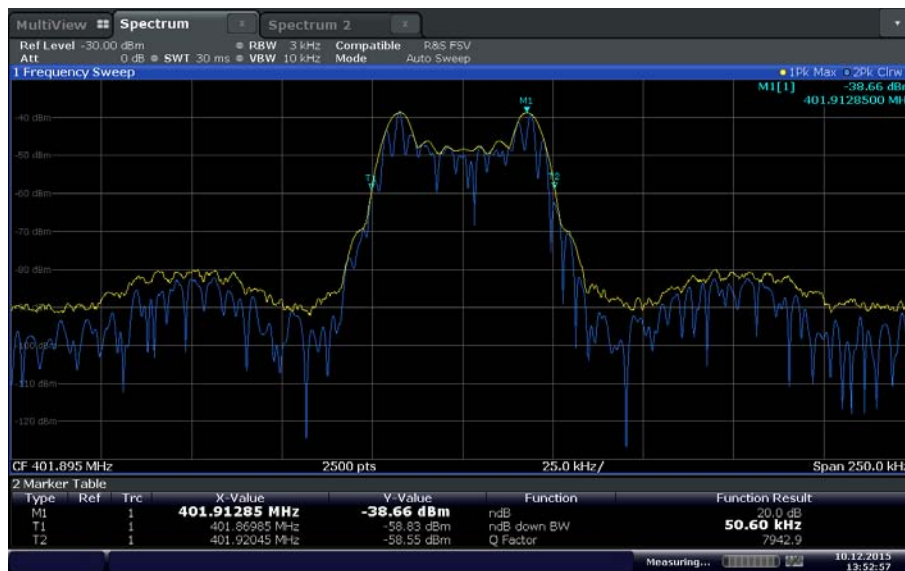 MultiView Spectrum x Spectrum 2 x
Ref Level -30.00 dBm RBW 3 kHz Compatible R&S FSV
Att 0 dB SWT 30 ms VBW 10 kHz Mode Auto Sweep
1 Frequency Sweep 1Pk Max 2Pk Clrw
M1[1] -38.66 dBm
401.9128500 MHz
M1
-40 dBm
-50 dBm
T1 T2
-60 dBm
-70 dBm
-80 dBm
-100 dBm
-110 dBm
-120 dBm
CF 401.895 MHz 2500 pts 25.0 kHz/ Span 250.0 kHz
2 Marker Table
Type Ref Trc X-Value Y-Value Function Function Result
M1 1 401.91285 MHz -38.66 dBm ndB 20.0 dB
T1 1 401.86985 MHz -58.83 dBm ndB down BW 50.60 kHz
T2 1 401.92045 MHz -58.55 dBm Q Factor 7942.9
Measuring... 10.12.2015
13:52:57